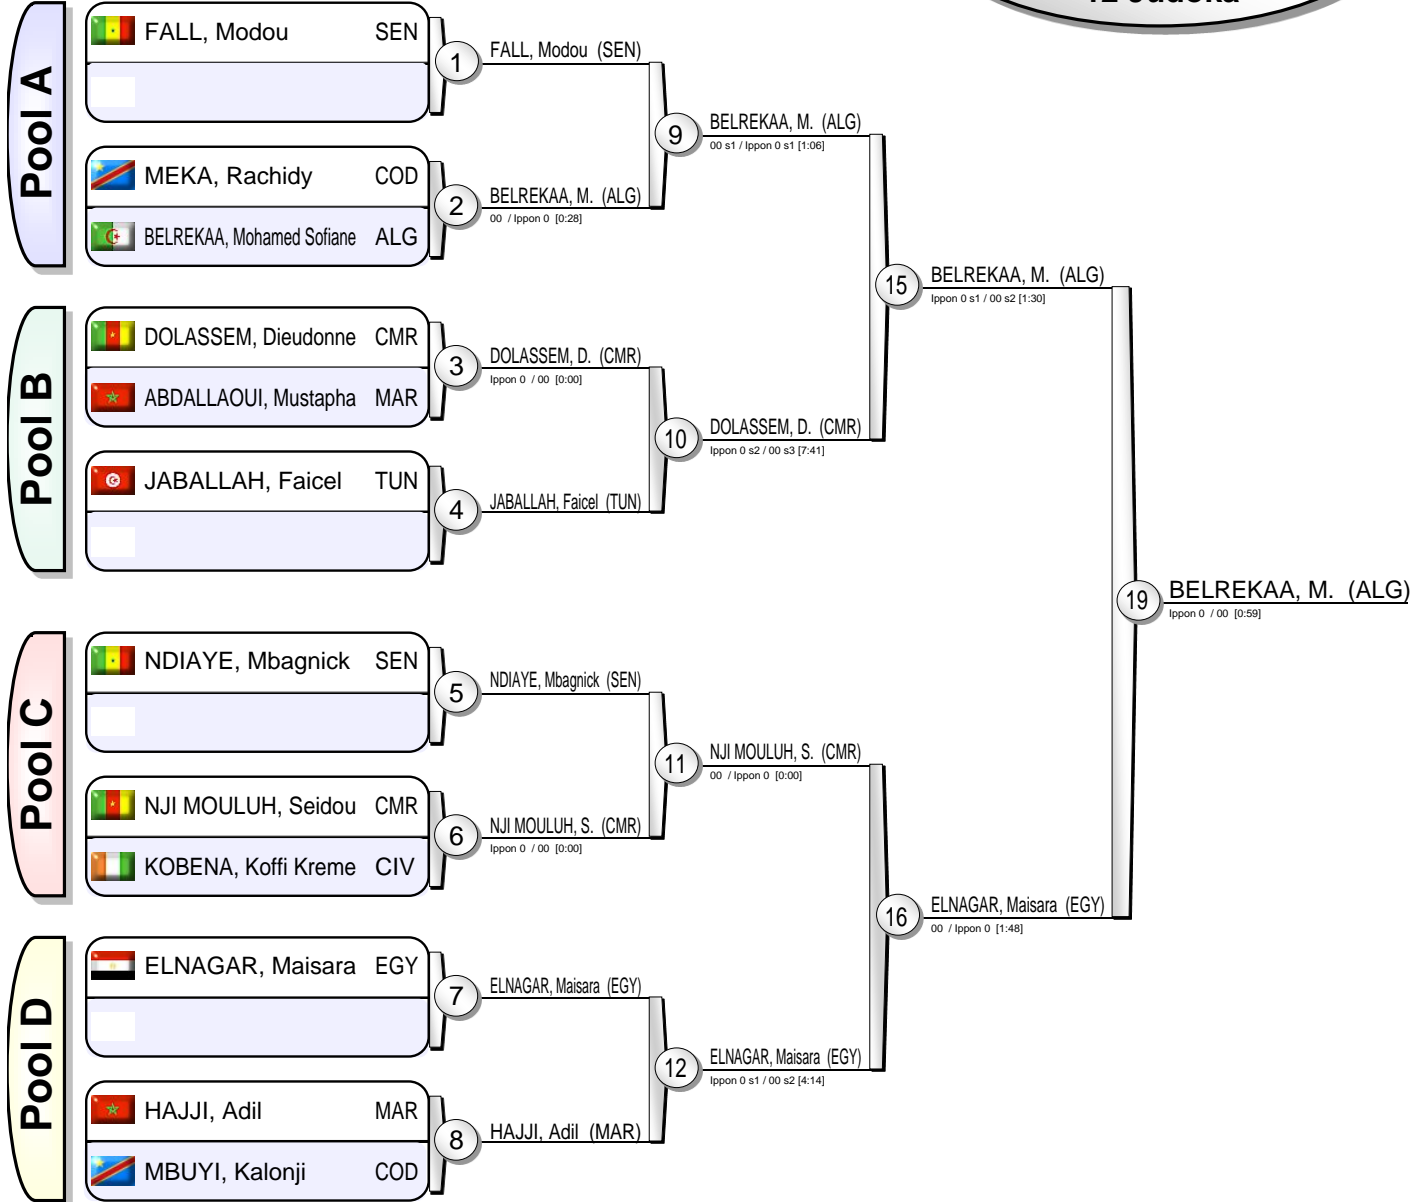 12 Judoka
Pool A
FALL, Modou SEN
MEKA, Rachidy COD
BELREKAA, Mohamed Sofiane ALG
1
FALL, Modou (SEN)
2
BELREKAA, M. (ALG)
00 / Ippon 0 [0:28]
9
BELREKAA, M. (ALG)
00 s1 / Ippon 0 s1 [1:06]
Pool B
DOLASSEM, Dieudonne CMR
ABDALLAOUI, Mustapha MAR
JABALLAH, Faicel TUN
3
DOLASSEM, D. (CMR)
Ippon 0 / 00 [0:00]
4
JABALLAH, Faicel (TUN)
10
DOLASSEM, D. (CMR)
Ippon 0 s2 / 00 s3 [7:41]
15
BELREKAA, M. (ALG)
Ippon 0 s1 / 00 s2 [1:30]
19
BELREKAA, M. (ALG)
Ippon 0 / 00 [0:59]
Pool C
NDIAYE, Mbagnick SEN
NJI MOULUH, Seidou CMR
KOBENA, Koffi Kreme CIV
5
NDIAYE, Mbagnick (SEN)
6
NJI MOULUH, S. (CMR)
Ippon 0 / 00 [0:00]
11
NJI MOULUH, S. (CMR)
00 / Ippon 0 [0:00]
16
ELNAGAR, Maisara (EGY)
00 / Ippon 0 [1:48]
Pool D
ELNAGAR, Maisara EGY
HAJJI, Adil MAR
MBUYI, Kalonji COD
7
ELNAGAR, Maisara (EGY)
8
HAJJI, Adil (MAR)
12
ELNAGAR, Maisara (EGY)
Ippon 0 s1 / 00 s2 [4:14]